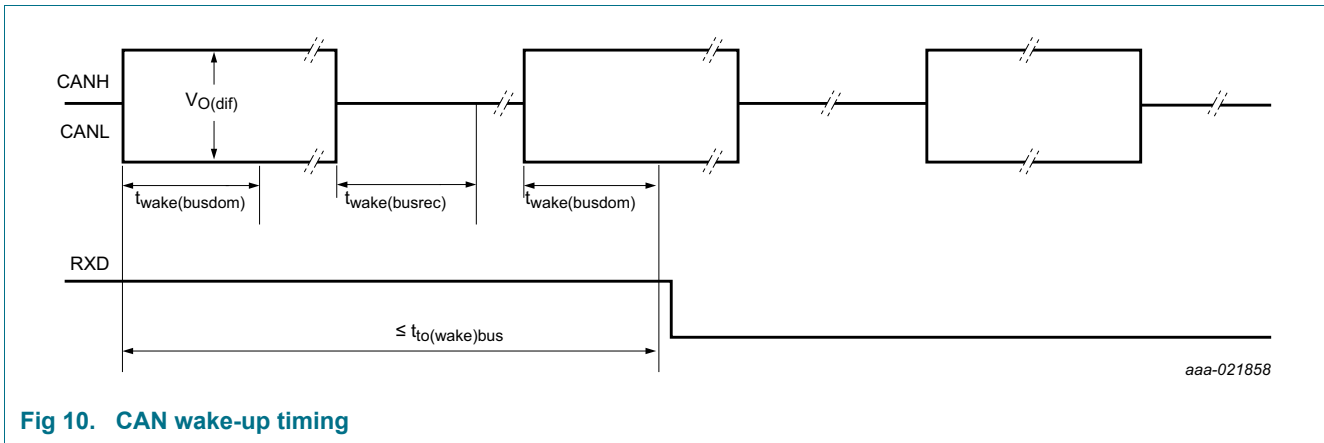 CANH
V_O(dif)
CANL
t_wake(busdom)
t_wake(busrec)
t_wake(busdom)
RXD
≤ t_to(wake)bus
aaa-021858
Fig 10. CAN wake-up timing